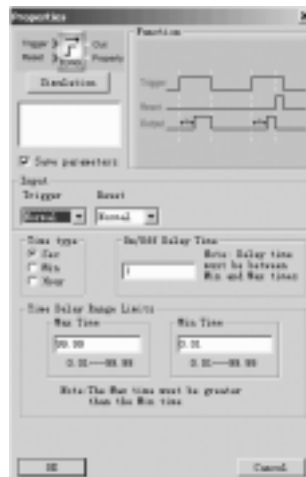 Properties
Trigger
Reset
Out
Property
Simulation
Function
Trigger
Reset
Output
Save parameters
Input
Trigger
Reset
Normal
Normal
Time type
Sec
Min
Hour
On/Off Delay Time
1
Note: Delay time
must be between
Min and Max times
Time Delay Range Limits
Max Time
99.99
0.01---99.99
Min Time
0.01
0.01---99.99
Note:The Max time must be greater
than the Min time
OK
Cancel